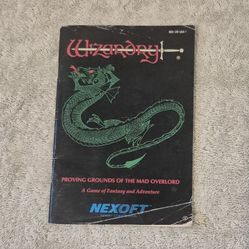 Wizardry
®
PROVING GROUNDS OF THE MAD OVERLORD
A Game of Fantasy and Adventure
NEXOFT